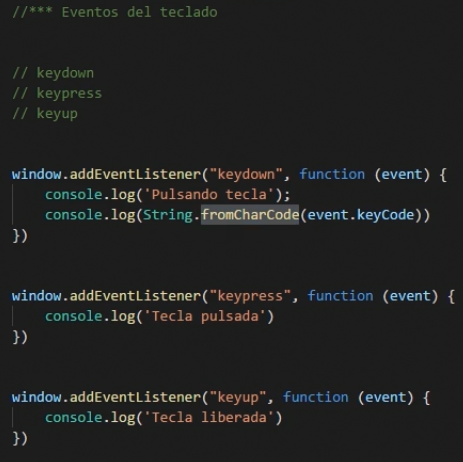 //*** Eventos del teclado
// keydown
// keypress
// keyup
window.addEventListener("keydown", function (event) {
    console.log('Pulsando tecla');
    console.log(String.fromCharCode(event.keyCode))
})
window.addEventListener("keypress", function (event) {
    console.log('Tecla pulsada')
})
window.addEventListener("keyup", function (event) {
    console.log('Tecla liberada')
})